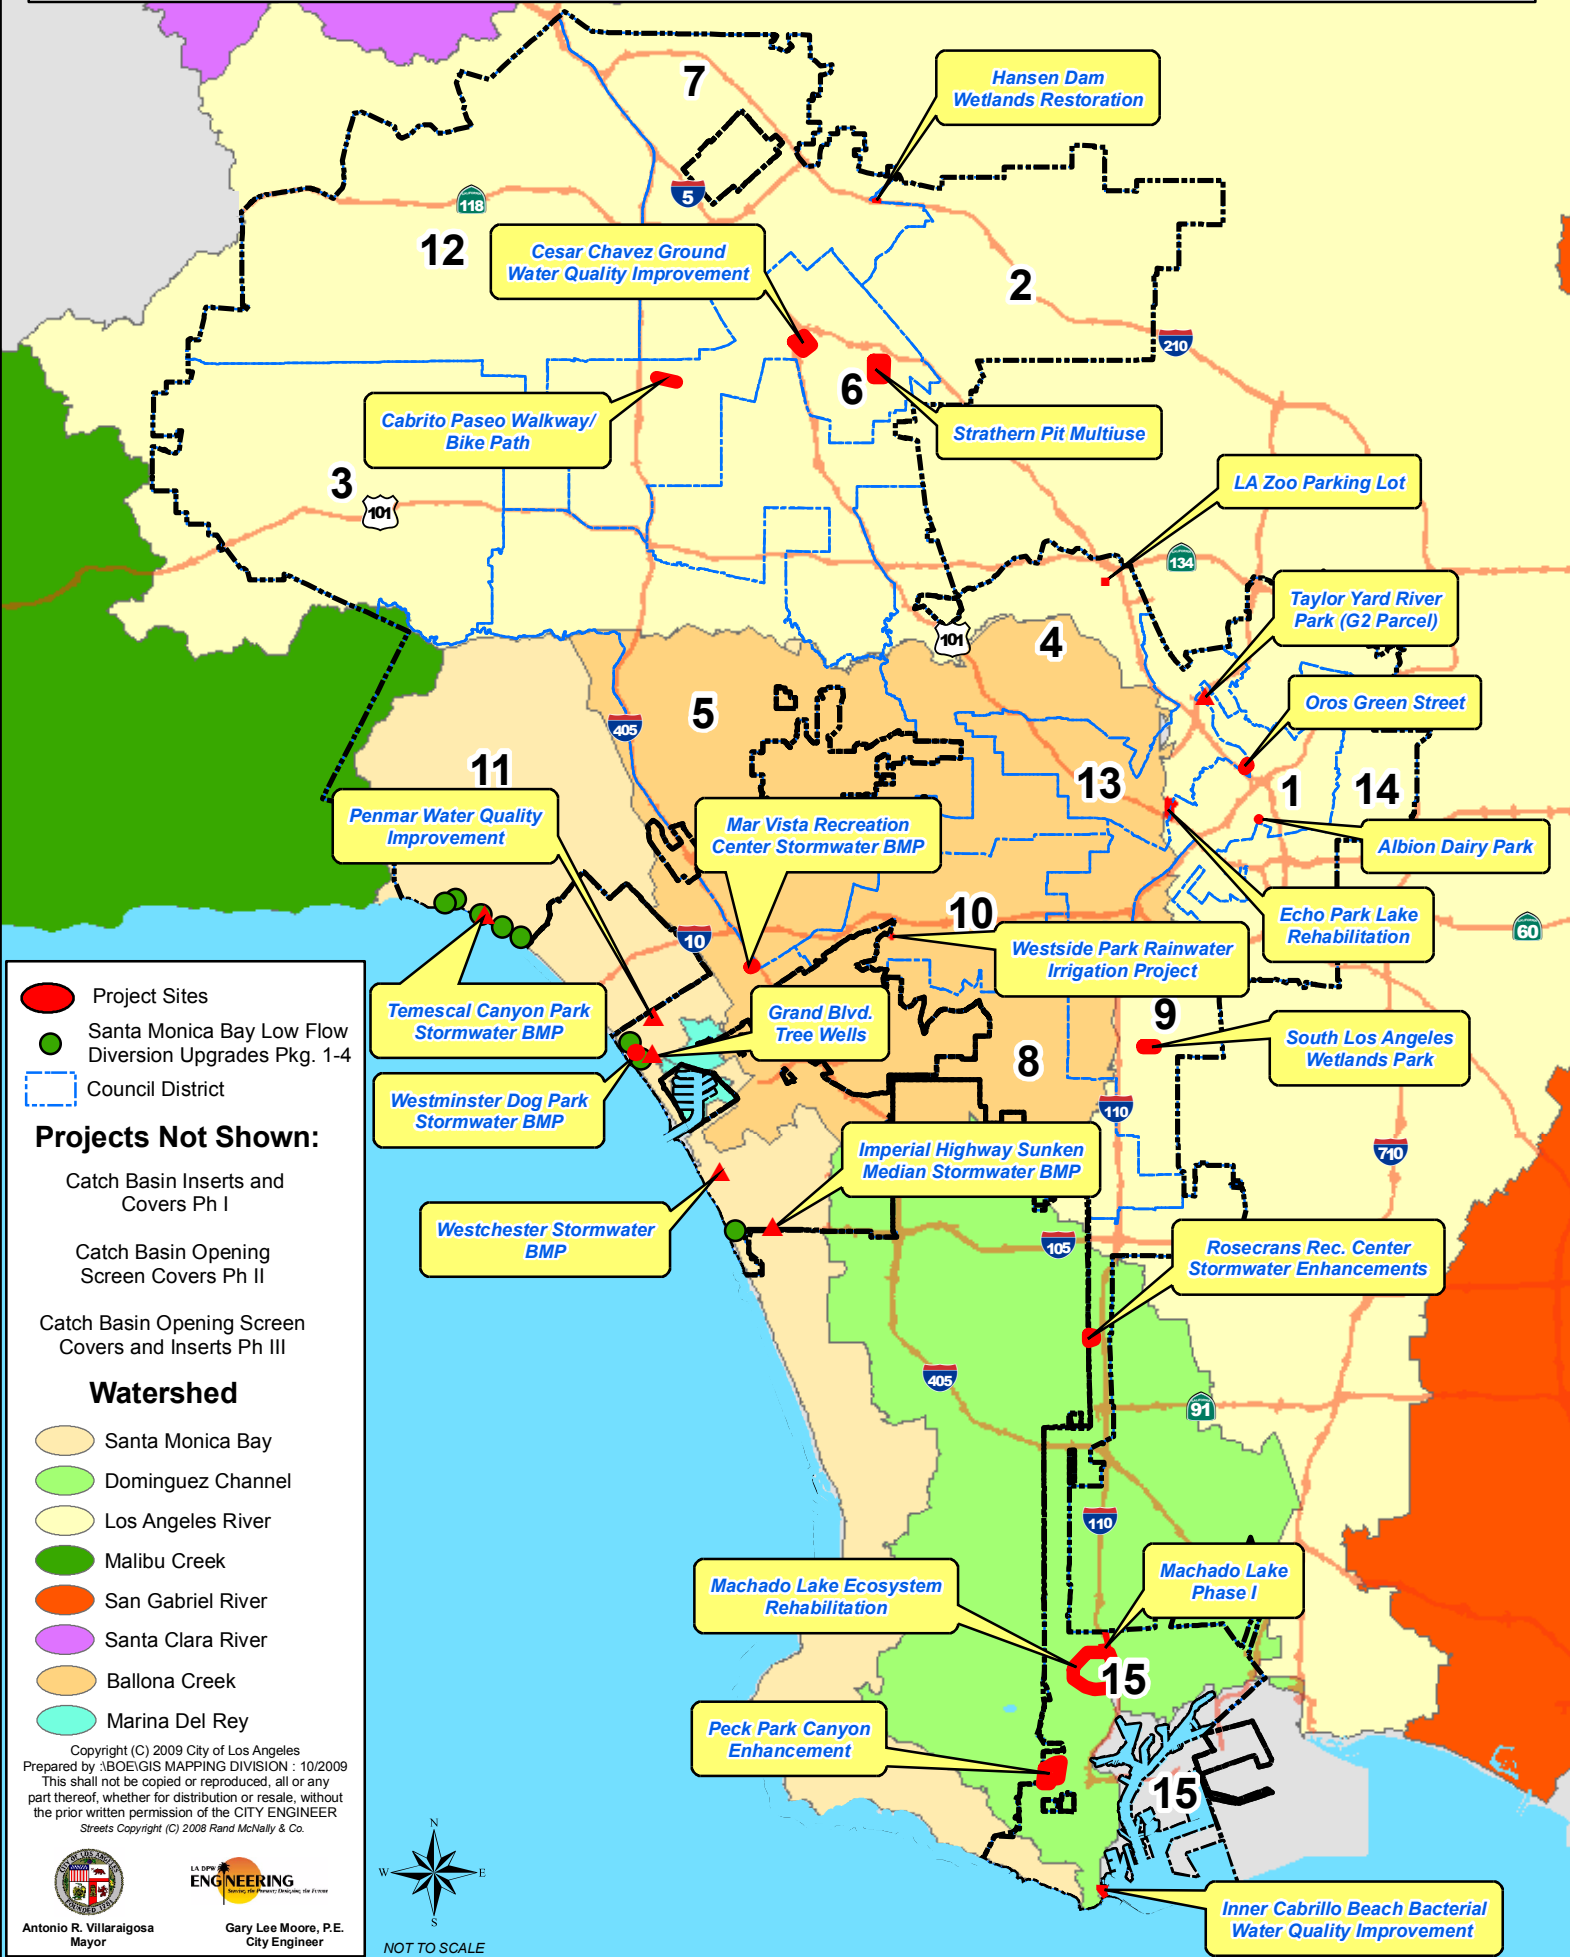 Hansen Dam
Wetlands Restoration
7
5
118
12
Cesar Chavez Ground
Water Quality Improvement
2
210
6
Cabrito Paseo Walkway/
Bike Path
Strathern Pit Multiuse
3
101
LA Zoo Parking Lot
134
Taylor Yard River
Park (G2 Parcel)
101
4
5
405
Oros Green Street
11
13
1
14
Penmar Water Quality
Improvement
Mar Vista Recreation
Center Stormwater BMP
Albion Dairy Park
10
Echo Park Lake
Rehabilitation
60
10
Westside Park Rainwater
Irrigation Project
Temescal Canyon Park
Stormwater BMP
Grand Blvd.
Tree Wells
9
South Los Angeles
Wetlands Park
8
Westminster Dog Park
Stormwater BMP
110
710
Imperial Highway Sunken
Median Stormwater BMP
Westchester Stormwater
BMP
105
Rosecrans Rec. Center
Stormwater Enhancements
405
91
110
Machado Lake Ecosystem
Rehabilitation
Machado Lake
Phase I
15
Peck Park Canyon
Enhancement
15
Inner Cabrillo Beach Bacterial
Water Quality Improvement
Project Sites
Santa Monica Bay Low Flow
Diversion Upgrades Pkg. 1-4
Council District
Projects Not Shown:
Catch Basin Inserts and
Covers Ph I
Catch Basin Opening
Screen Covers Ph II
Catch Basin Opening Screen
Covers and Inserts Ph III
Watershed
Santa Monica Bay
Dominguez Channel
Los Angeles River
Malibu Creek
San Gabriel River
Santa Clara River
Ballona Creek
Marina Del Rey
Copyright (C) 2009 City of Los Angeles
Prepared by :\BOE\GIS MAPPING DIVISION : 10/2009
This shall not be copied or reproduced, all or any
part thereof, whether for distribution or resale, without
the prior written permission of the CITY ENGINEER
Streets Copyright (C) 2008 Rand McNally & Co.
LA DPW
ENGINEERING
Antonio R. Villaraigosa
Mayor
Gary Lee Moore, P.E.
City Engineer
N
W
E
S
NOT TO SCALE